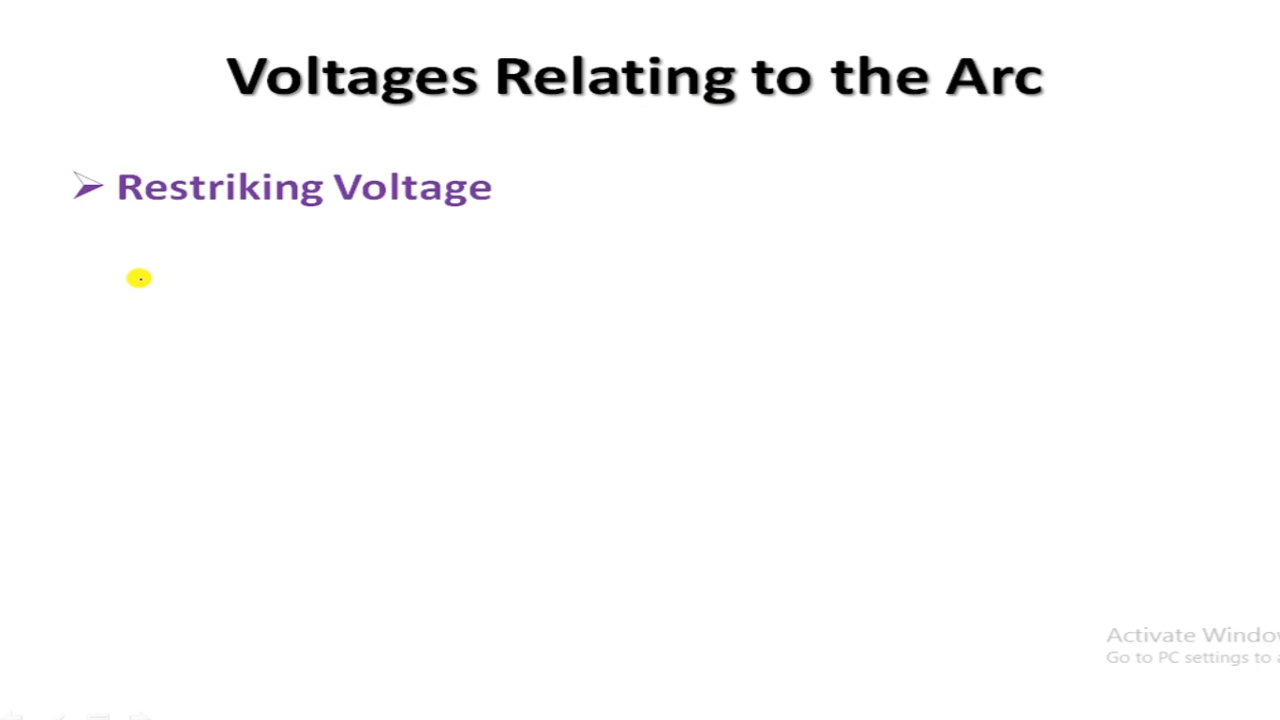 Voltages Relating to the Arc
Restriking Voltage
Activate Window
Go to PC settings to a